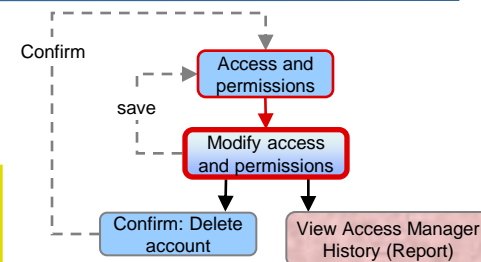 Confirm
Access and
permissions
save
Modify access
and permissions
Confirm: Delete
account
View Access Manager
History (Report)